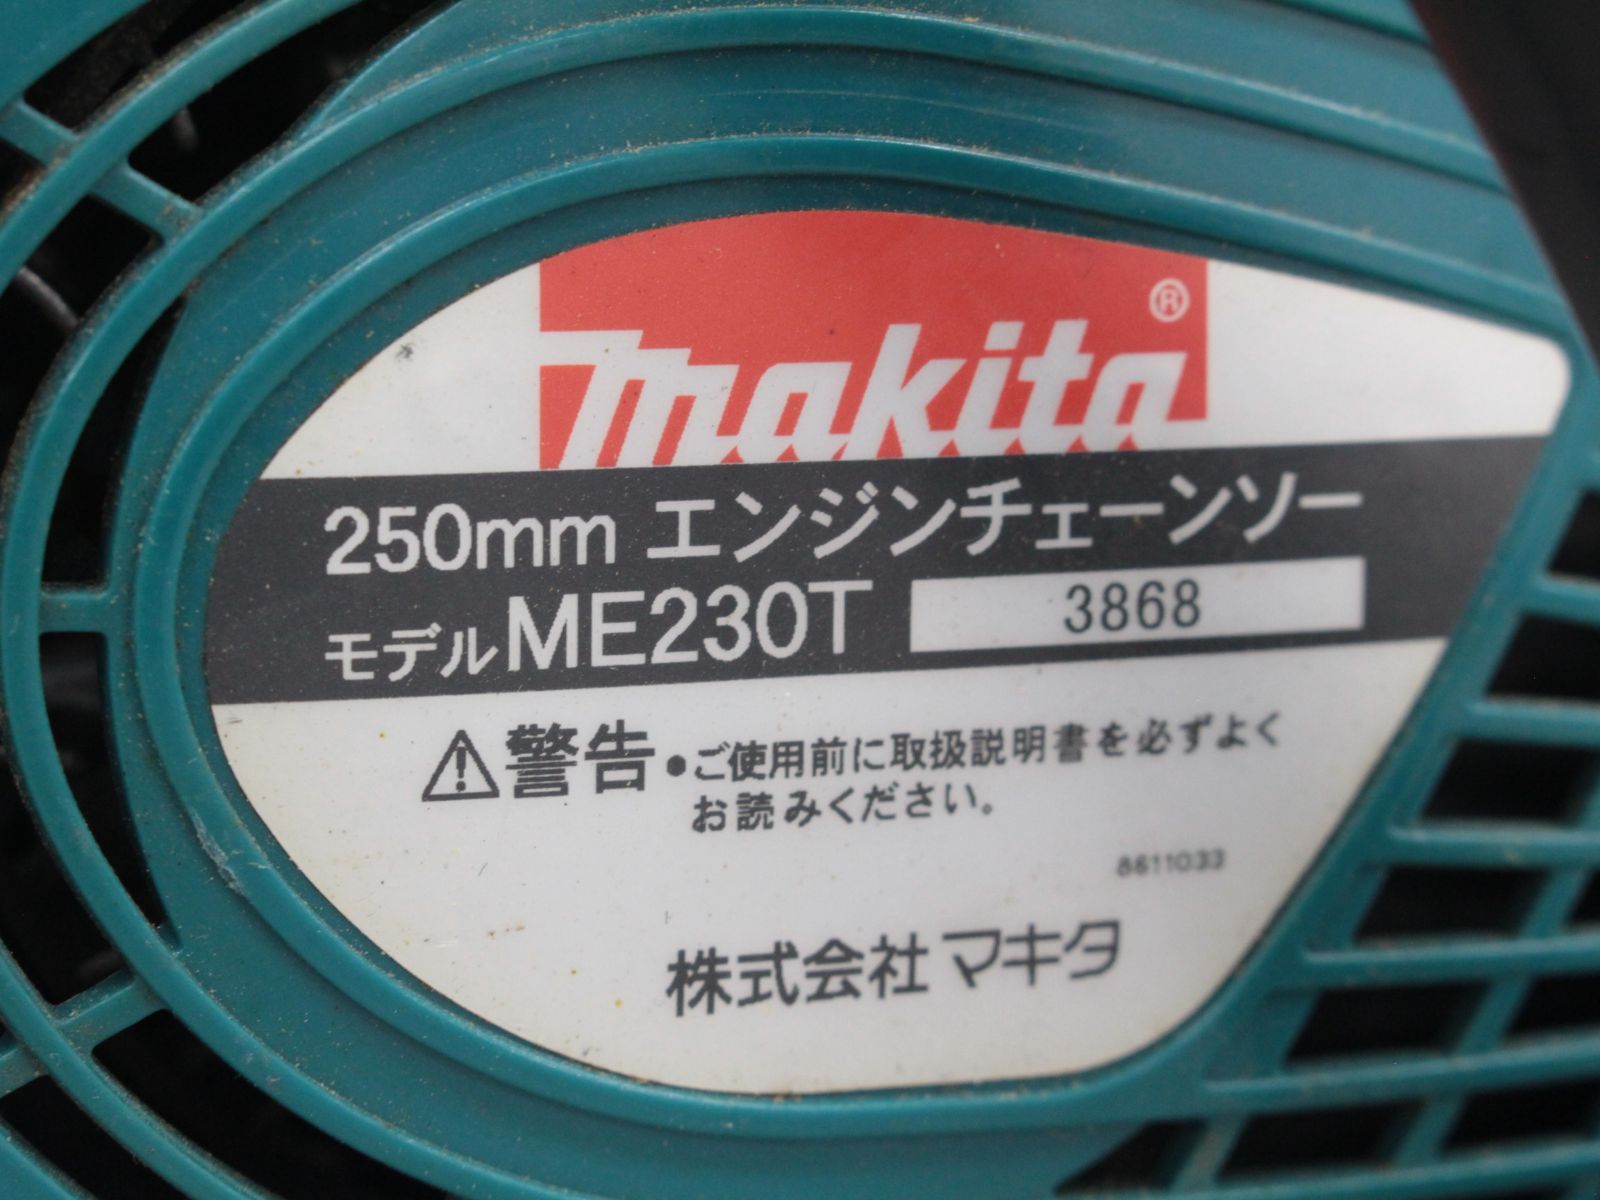 makita®
250mm エンジンチェーンソー
モデル ME230T 3868
⚠警告 •ご使用前に取扱説明書を必ずよく
お読みください。
8611033
株式会社マキタ